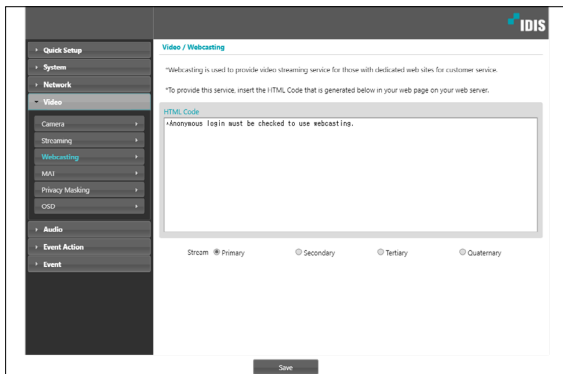 IDIS
Quick Setup
System
Network
Video
Camera
Streaming
Webcasting
MAT
Privacy Masking
OSD
Audio
Event Action
Event
Video / Webcasting
*Webcasting is used to provide video streaming service for those with dedicated web sites for customer service.
*To provide this service, insert the HTML Code that is generated below in your web page on your web server.
HTML Code
*Anonymous login must be checked to use webcasting.
Stream Primary Secondary Tertiary Quaternary
Save